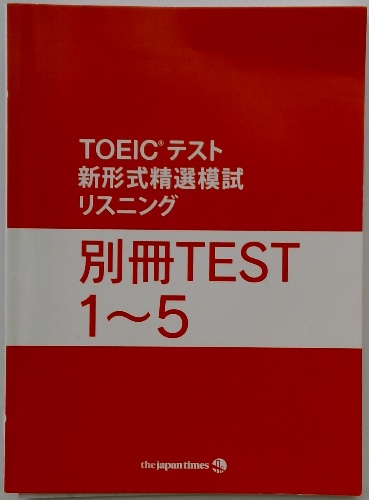 TOEIC® テスト
新形式精選模試
リスニング
別冊TEST
1～5
the japan times